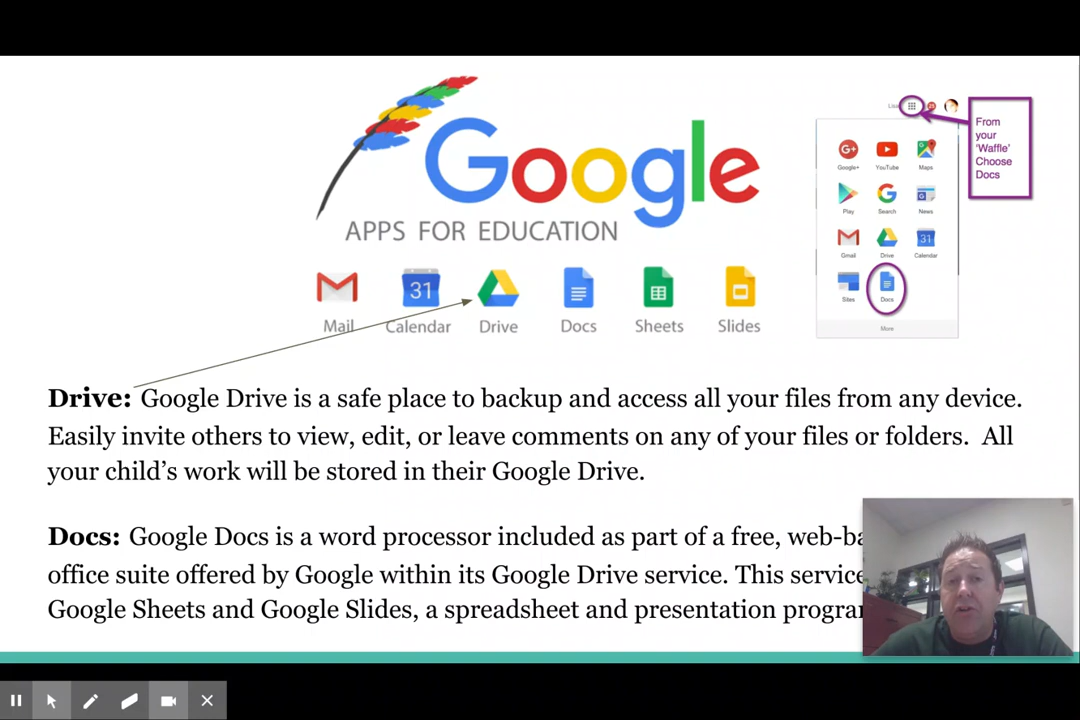 Google
APPS FOR EDUCATION
Mail Calendar Drive Docs Sheets Slides
31
From
your
'Waffle'
Choose
Docs
Google+ YouTube Maps
Play Search News
Gmail Drive Calendar
31
Sites Docs
More
Drive: Google Drive is a safe place to backup and access all your files from any device.
Easily invite others to view, edit, or leave comments on any of your files or folders. All
your child's work will be stored in their Google Drive.
Docs: Google Docs is a word processor included as part of a free,
office suite offered by Google within its Google Drive service. This service
Google Sheets and Google Slides, a spreadsheet and presentation